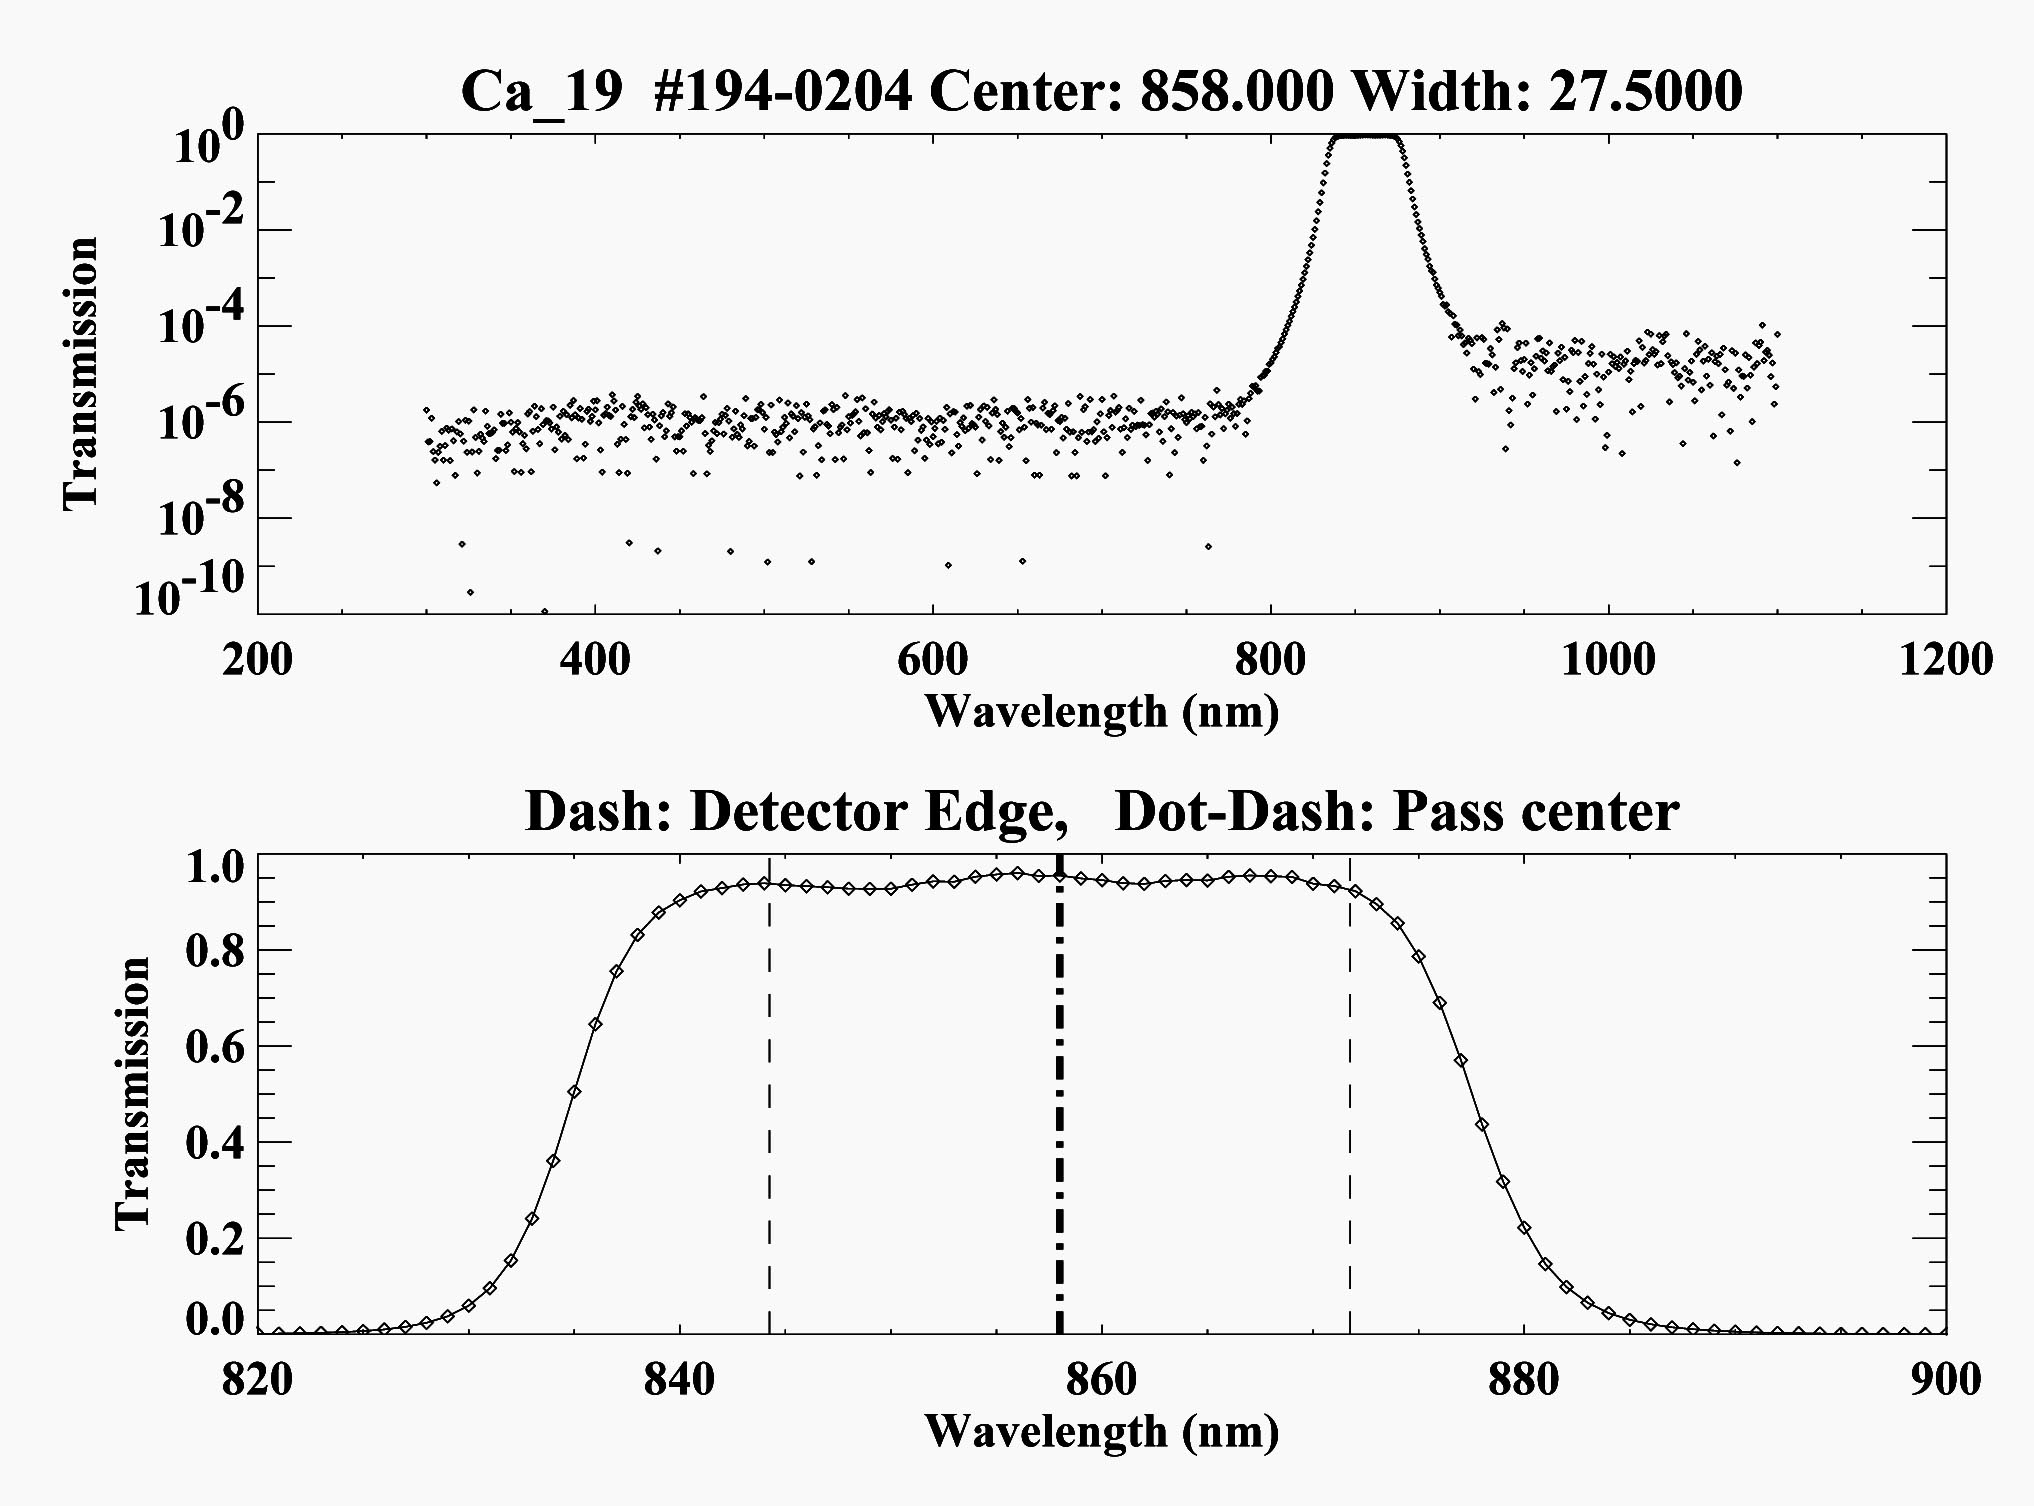 Ca_19 #194-0204 Center: 858.000 Width: 27.5000
10^0
10^-2
10^-4
10^-6
10^-8
10^-10
Transmission
200 400 600 800 1000 1200
Wavelength (nm)
Dash: Detector Edge, Dot-Dash: Pass center
1.0
0.8
0.6
0.4
0.2
0.0
Transmission
820 840 860 880 900
Wavelength (nm)